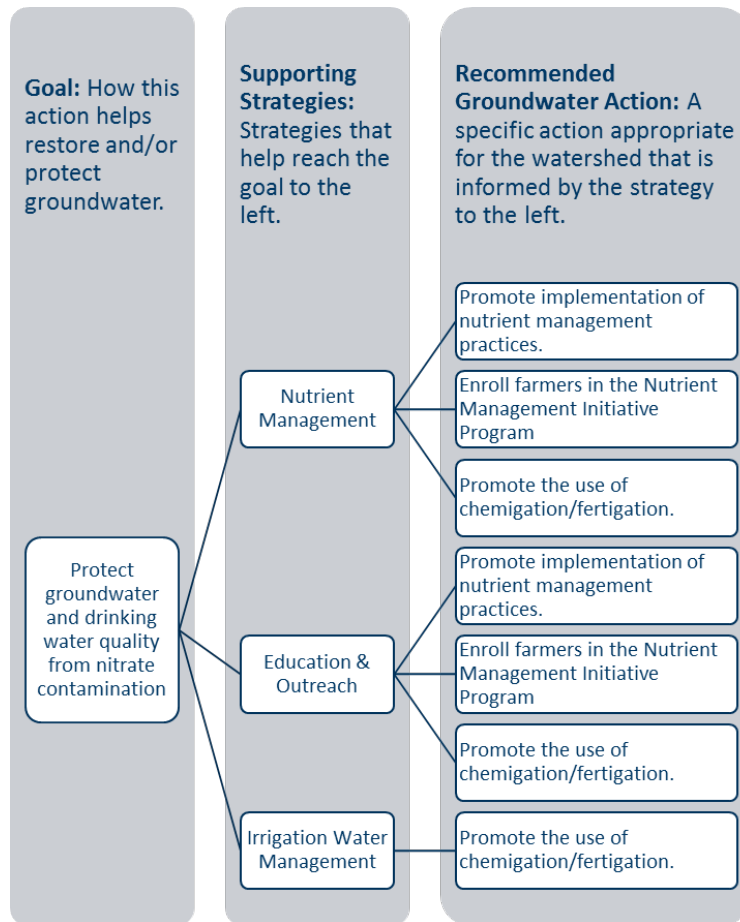 Goal: How this
action helps
restore and/or
protect
groundwater.
Supporting
Strategies:
Strategies that
help reach the
goal to the
left.
Recommended
Groundwater Action: A
specific action appropriate
for the watershed that is
informed by the strategy
to the left.
Protect
groundwater
and drinking
water quality
from nitrate
contamination
Nutrient
Management
Promote implementation of
nutrient management
practices.
Enroll farmers in the Nutrient
Management Initiative
Program
Promote the use of
chemigation/fertigation.
Education &
Outreach
Promote implementation of
nutrient management
practices.
Enroll farmers in the Nutrient
Management Initiative
Program
Promote the use of
chemigation/fertigation.
Irrigation Water
Management
Promote the use of
chemigation/fertigation.